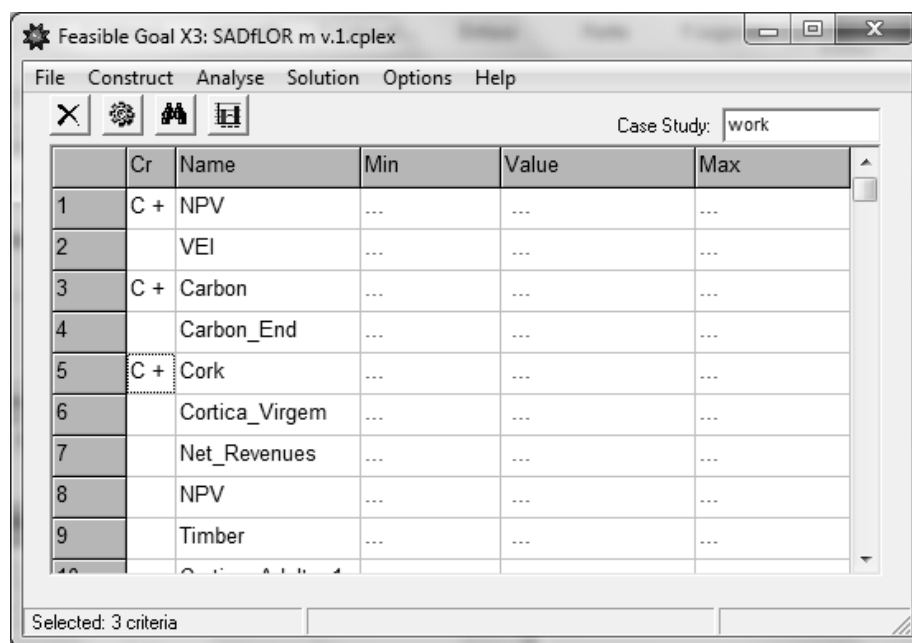 Feasible Goal X3: SADfLOR m v.1.cplex
File Construct Analyse Solution Options Help
Case Study: work
Cr Name Min Value Max
1 C + NPV ... ... ...
2 VEI ... ... ...
3 C + Carbon ... ... ...
4 Carbon_End ... ... ...
5 C + Cork ... ... ...
6 Cortica_Virgem ... ... ...
7 Net_Revenues ... ... ...
8 NPV ... ... ...
9 Timber ... ... ...
Selected: 3 criteria